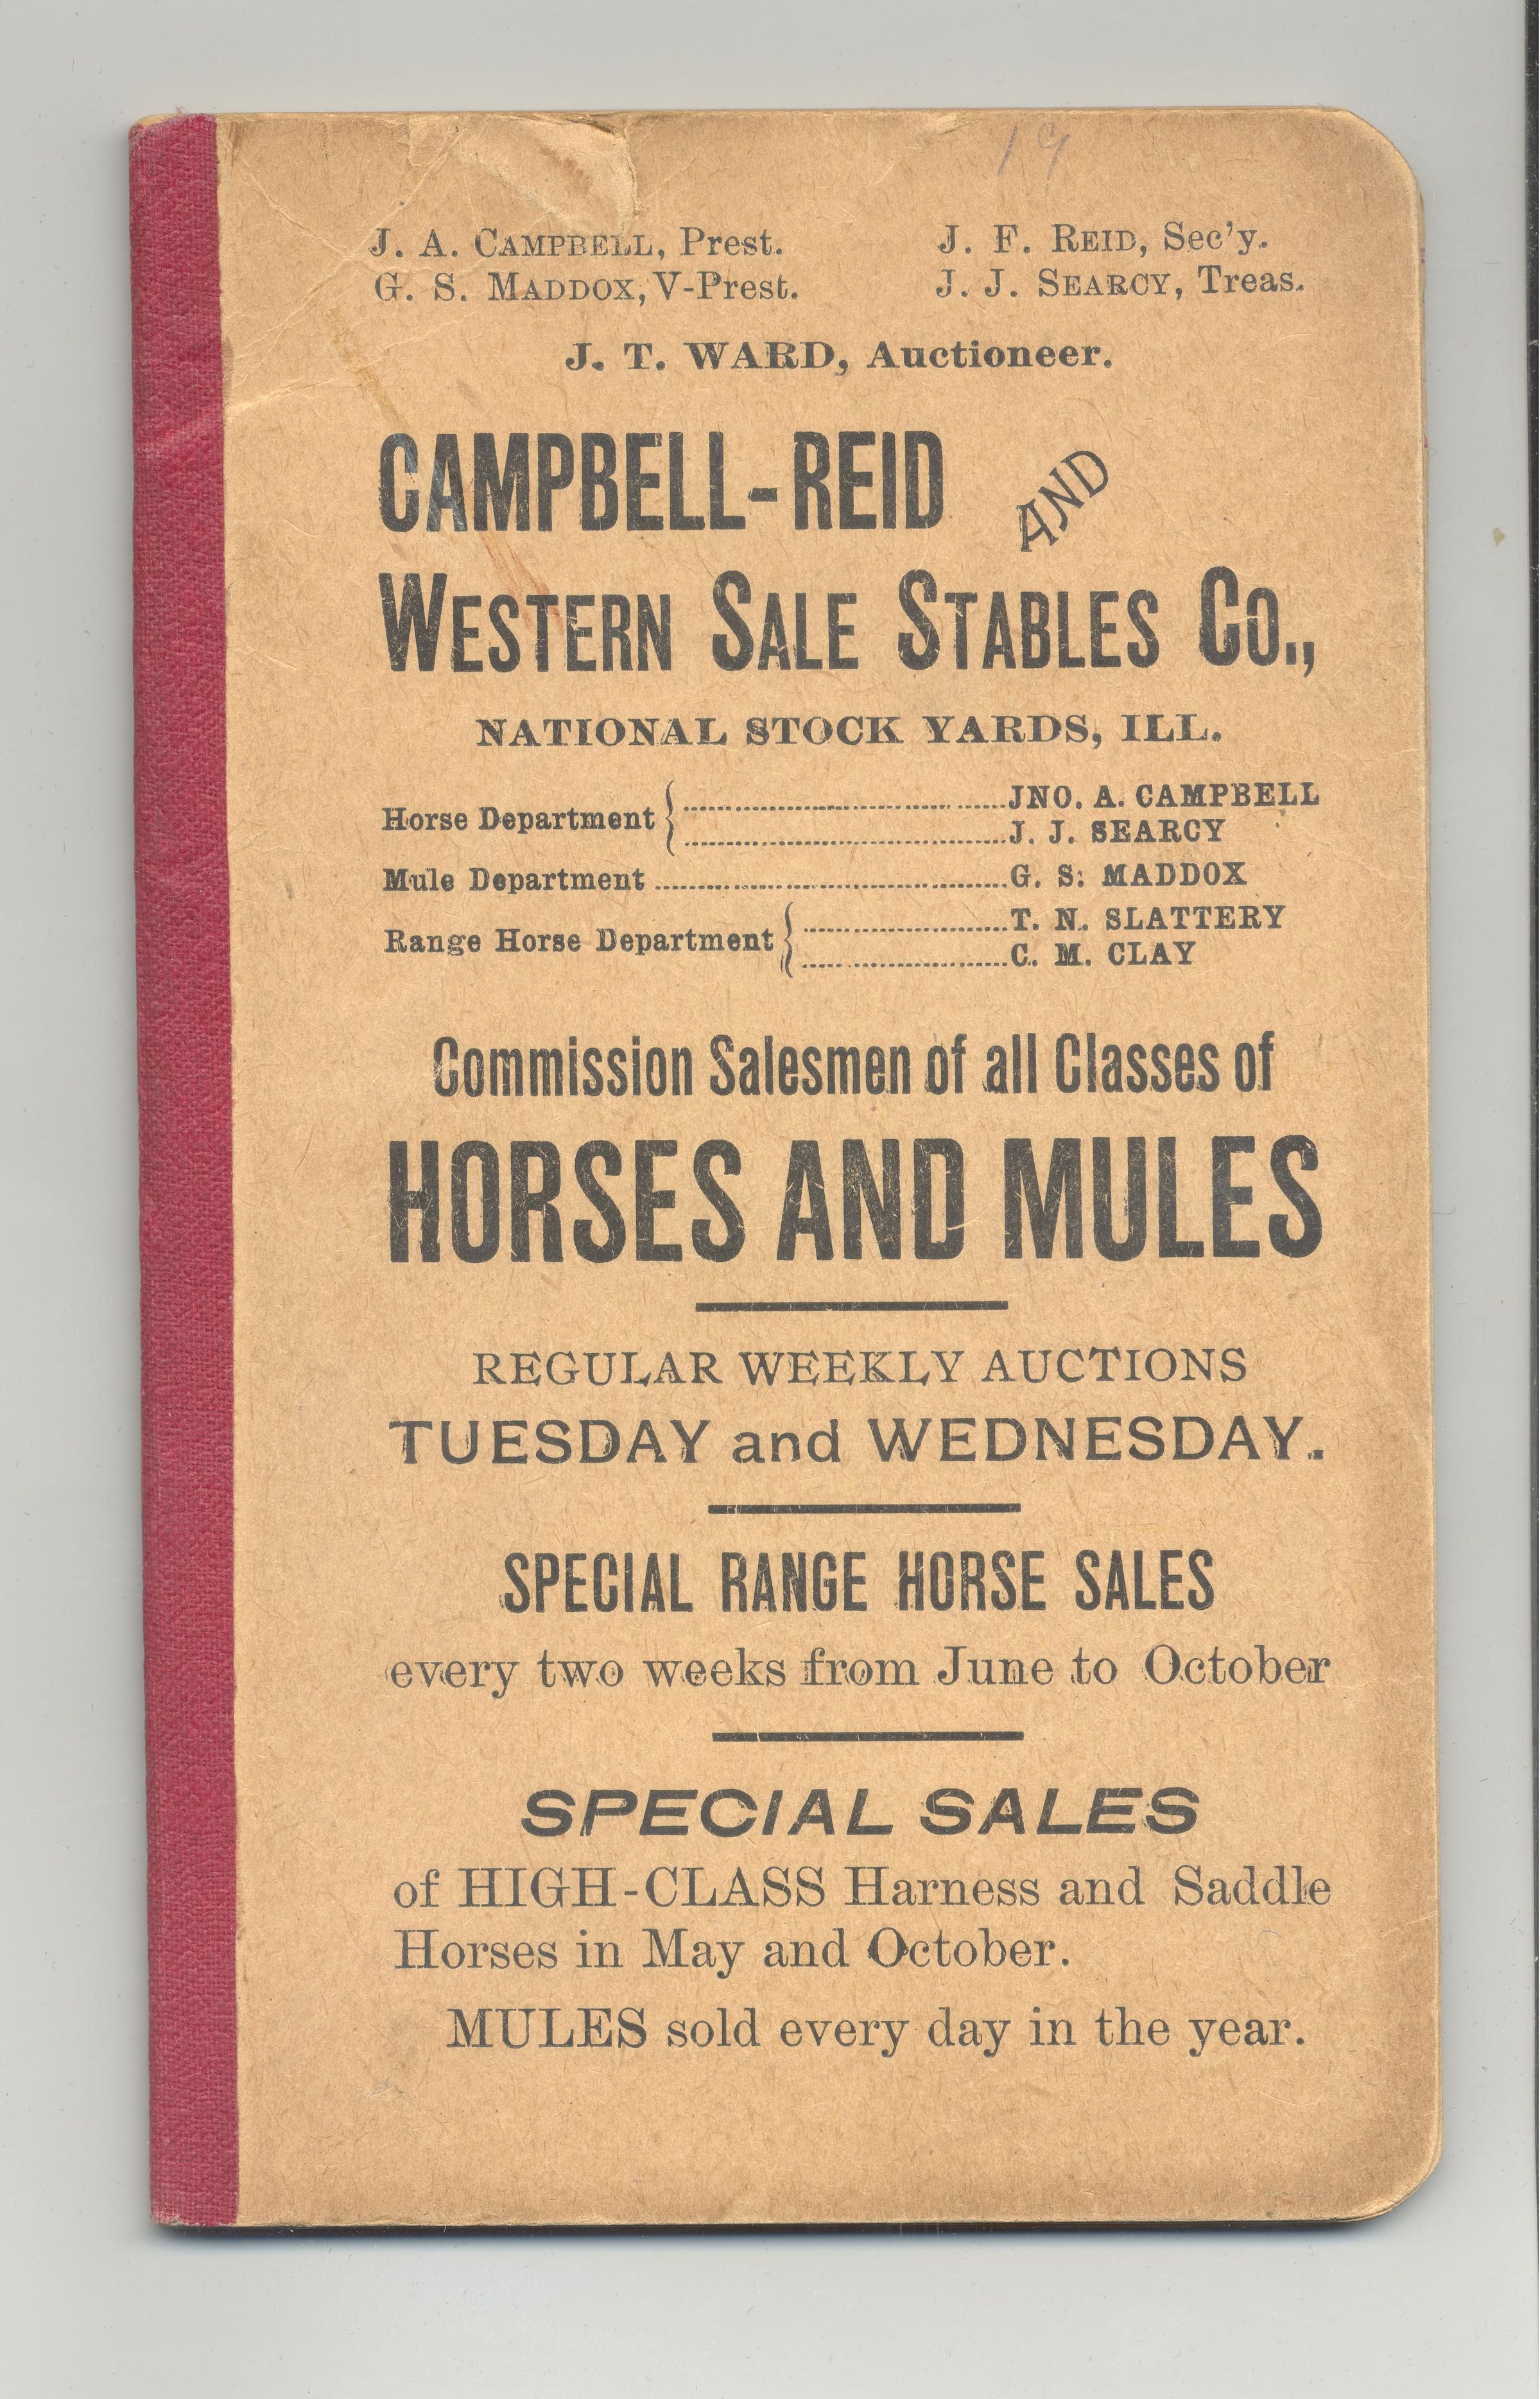 19
J. A. CAMPBELL, Prest. J. F. REID, Sec'y.
G. S. MADDOX, V-Prest. J. J. SEARCY, Treas.
J. T. WARD, Auctioneer.
CAMPBELL-REID AND
WESTERN SALE STABLES CO.,
NATIONAL STOCK YARDS, ILL.
Horse Department { JNO. A. CAMPBELL
J. J. SEARCY
Mule Department G. S. MADDOX
Range Horse Department { T. N. SLATTERY
C. M. CLAY
Commission Salesmen of all Classes of
HORSES AND MULES
REGULAR WEEKLY AUCTIONS
TUESDAY and WEDNESDAY.
SPECIAL RANGE HORSE SALES
every two weeks from June to October
SPECIAL SALES
of HIGH-CLASS Harness and Saddle
Horses in May and October.
MULES sold every day in the year.